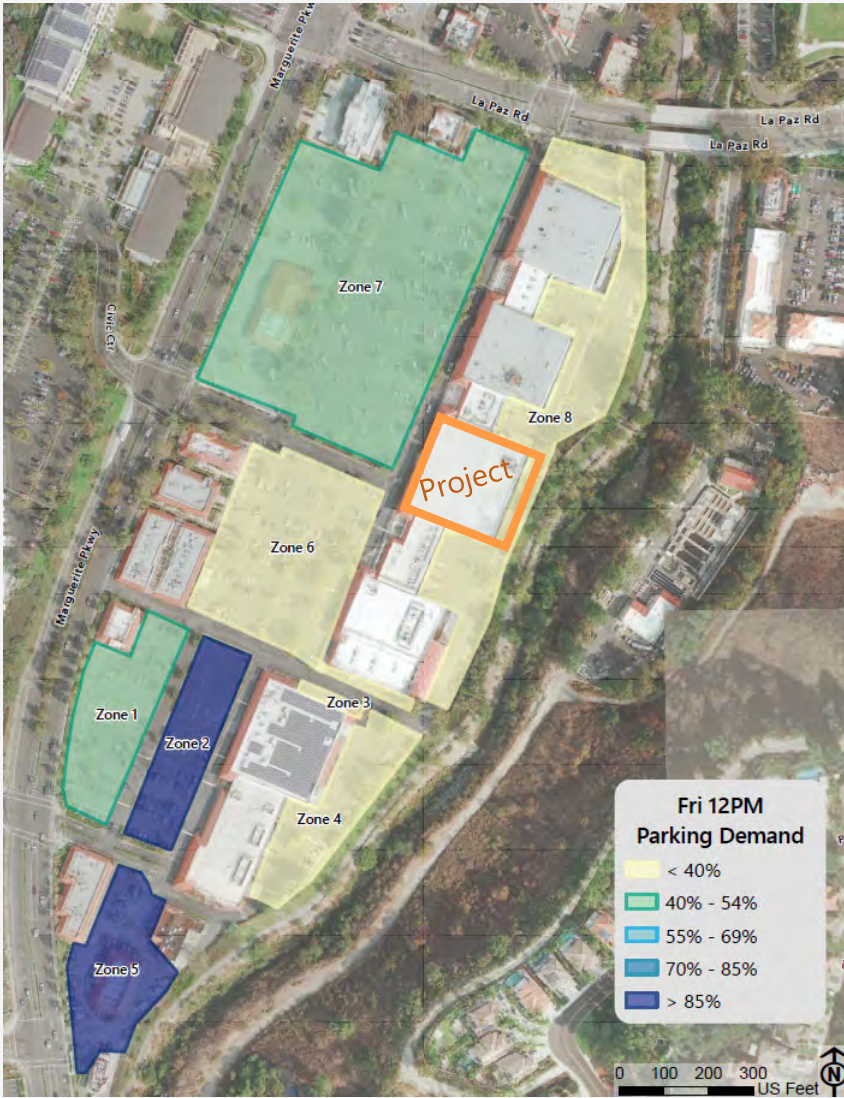 Marguerite Pkwy
La Paz Rd
La Paz Rd
La Paz Rd
Zone 7
Civic Ctr
Zone 8
Project
Marguerite Pkwy
Zone 6
Zone 3
Zone 1
Zone 2
Zone 4
Zone 5
Fri 12PM
Parking Demand
< 40%
40% - 54%
55% - 69%
70% - 85%
> 85%
0 100 200 300
US Feet
N